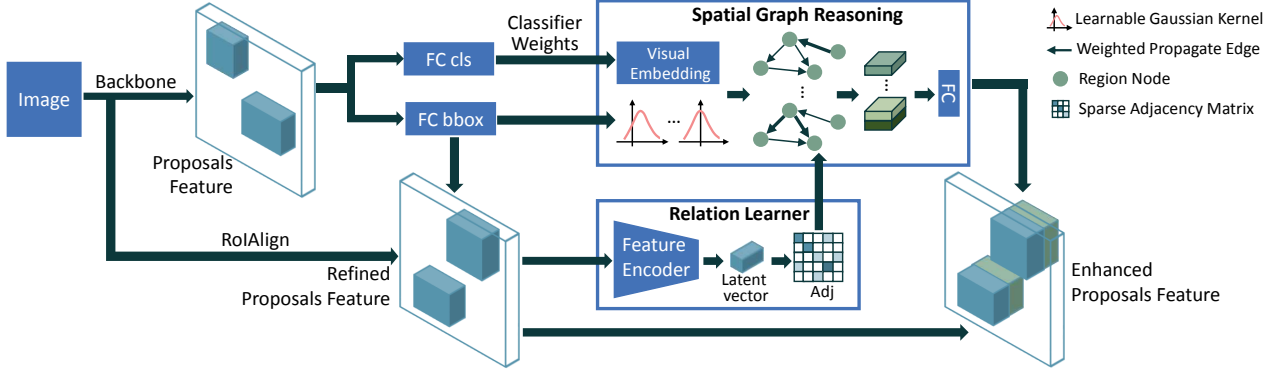 Image
Backbone
Proposals
Feature
FC cls
FC bbox
Classifier
Weights
Spatial Graph Reasoning
Visual
Embedding
...
...
...
FC
Learnable Gaussian Kernel
Weighted Propagate Edge
Region Node
Sparse Adjacency Matrix
RoIAlign
Refined
Proposals Feature
Relation Learner
Feature
Encoder
Latent
vector
Adj
Enhanced
Proposals Feature